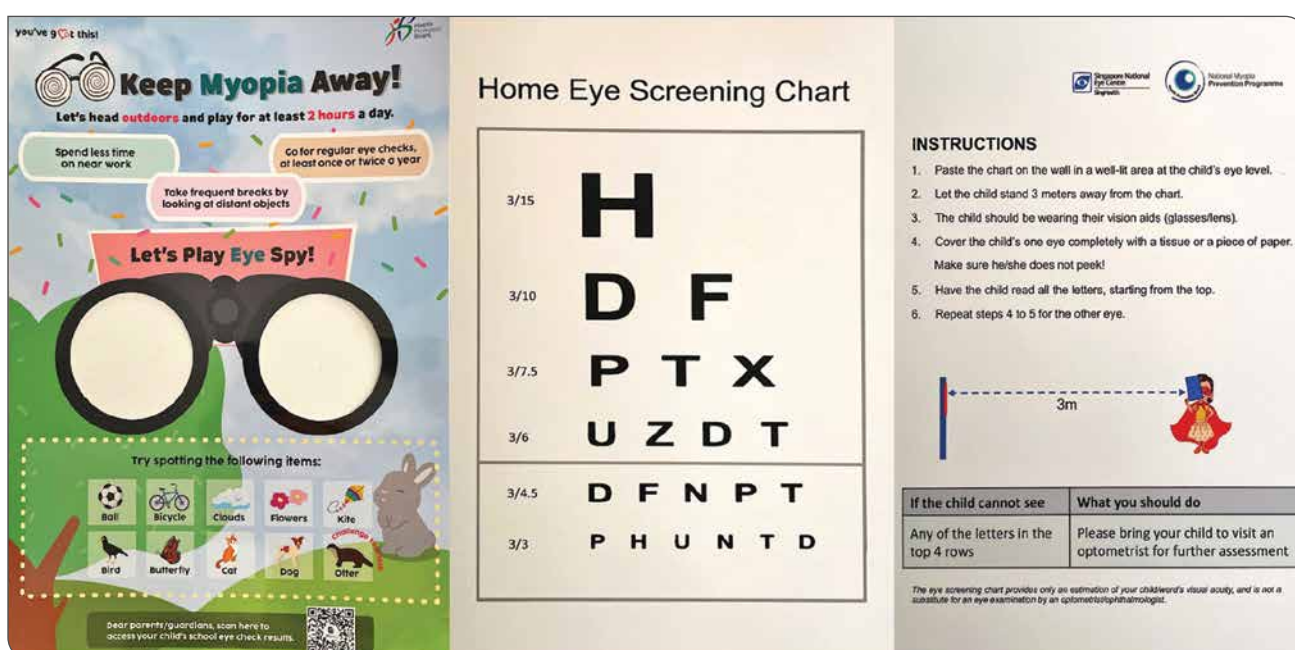 you've g t this!
Health
Promotion
Board
Keep Myopia Away!
Let's head outdoors and play for at least 2 hours a day.
Spend less time
on near work
Go for regular eye checks,
at least once or twice a year
Take frequent breaks by
looking at distant objects
Let's Play Eye Spy!
Try spotting the following items:
Ball Bicycle Clouds Flowers Kite
Challenge!
Bird Butterfly Cat Dog Otter
Dear parents/guardians, scan here to
access your child's school eye check results.
Home Eye Screening Chart
3/15 H
3/10 D F
3/7.5 P T X
3/6 U Z D T
3/4.5 D F N P T
3/3 P H U N T D
Singapore National
Eye Centre
SingHealth
National Myopia
Prevention Programme
INSTRUCTIONS
1. Paste the chart on the wall in a well-lit area at the child's eye level.
2. Let the child stand 3 meters away from the chart.
3. The child should be wearing their vision aids (glasses/lens).
4. Cover the child's one eye completely with a tissue or a piece of paper.
Make sure he/she does not peek!
5. Have the child read all the letters, starting from the top.
6. Repeat steps 4 to 5 for the other eye.
3m
If the child cannot see What you should do
Any of the letters in the
top 4 rows
Please bring your child to visit an
optometrist for further assessment
The eye screening chart provides only an estimation of your child/ward's visual acuity, and is not a
substitute for an eye examination by an optometrist/ophthalmologist.